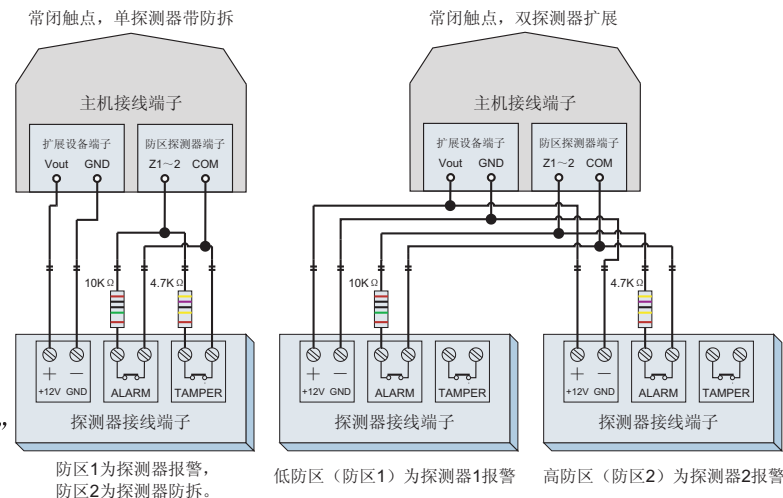 常闭触点，单探测器带防拆
主机接线端子
扩展设备端子
防区探测器端子
Vout GND
Z1～2 COM
10KΩ
4.7KΩ
+ −
+12V GND
ALARM
TAMPER
探测器接线端子
”
防区1为探测器报警，
防区2为探测器防拆。
常闭触点，双探测器扩展
主机接线端子
扩展设备端子
防区探测器端子
Vout GND
Z1～2 COM
10KΩ
4.7KΩ
+ −
+12V GND
ALARM
TAMPER
探测器接线端子
低防区（防区1）为探测器1报警
+ −
+12V GND
ALARM
TAMPER
探测器接线端子
高防区（防区2）为探测器2报警